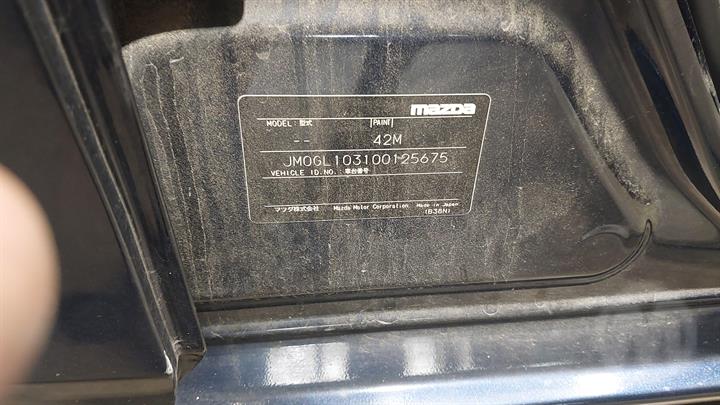 mazda
MODEL:型式 PAINT
-- 42M
JM0GL103100125675
VEHICLE ID.NO.:車台番号
マツダ株式会社 Mazda Motor Corporation Made in Japan
(B38N)